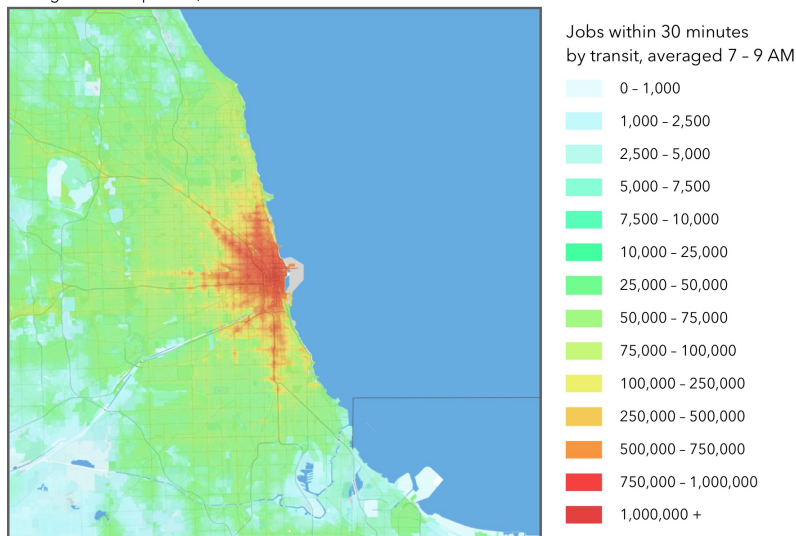 Jobs within 30 minutes
by transit, averaged 7 – 9 AM
0 – 1,000
1,000 – 2,500
2,500 – 5,000
5,000 – 7,500
7,500 – 10,000
10,000 – 25,000
25,000 – 50,000
50,000 – 75,000
75,000 – 100,000
100,000 – 250,000
250,000 – 500,000
500,000 – 750,000
750,000 – 1,000,000
1,000,000 +